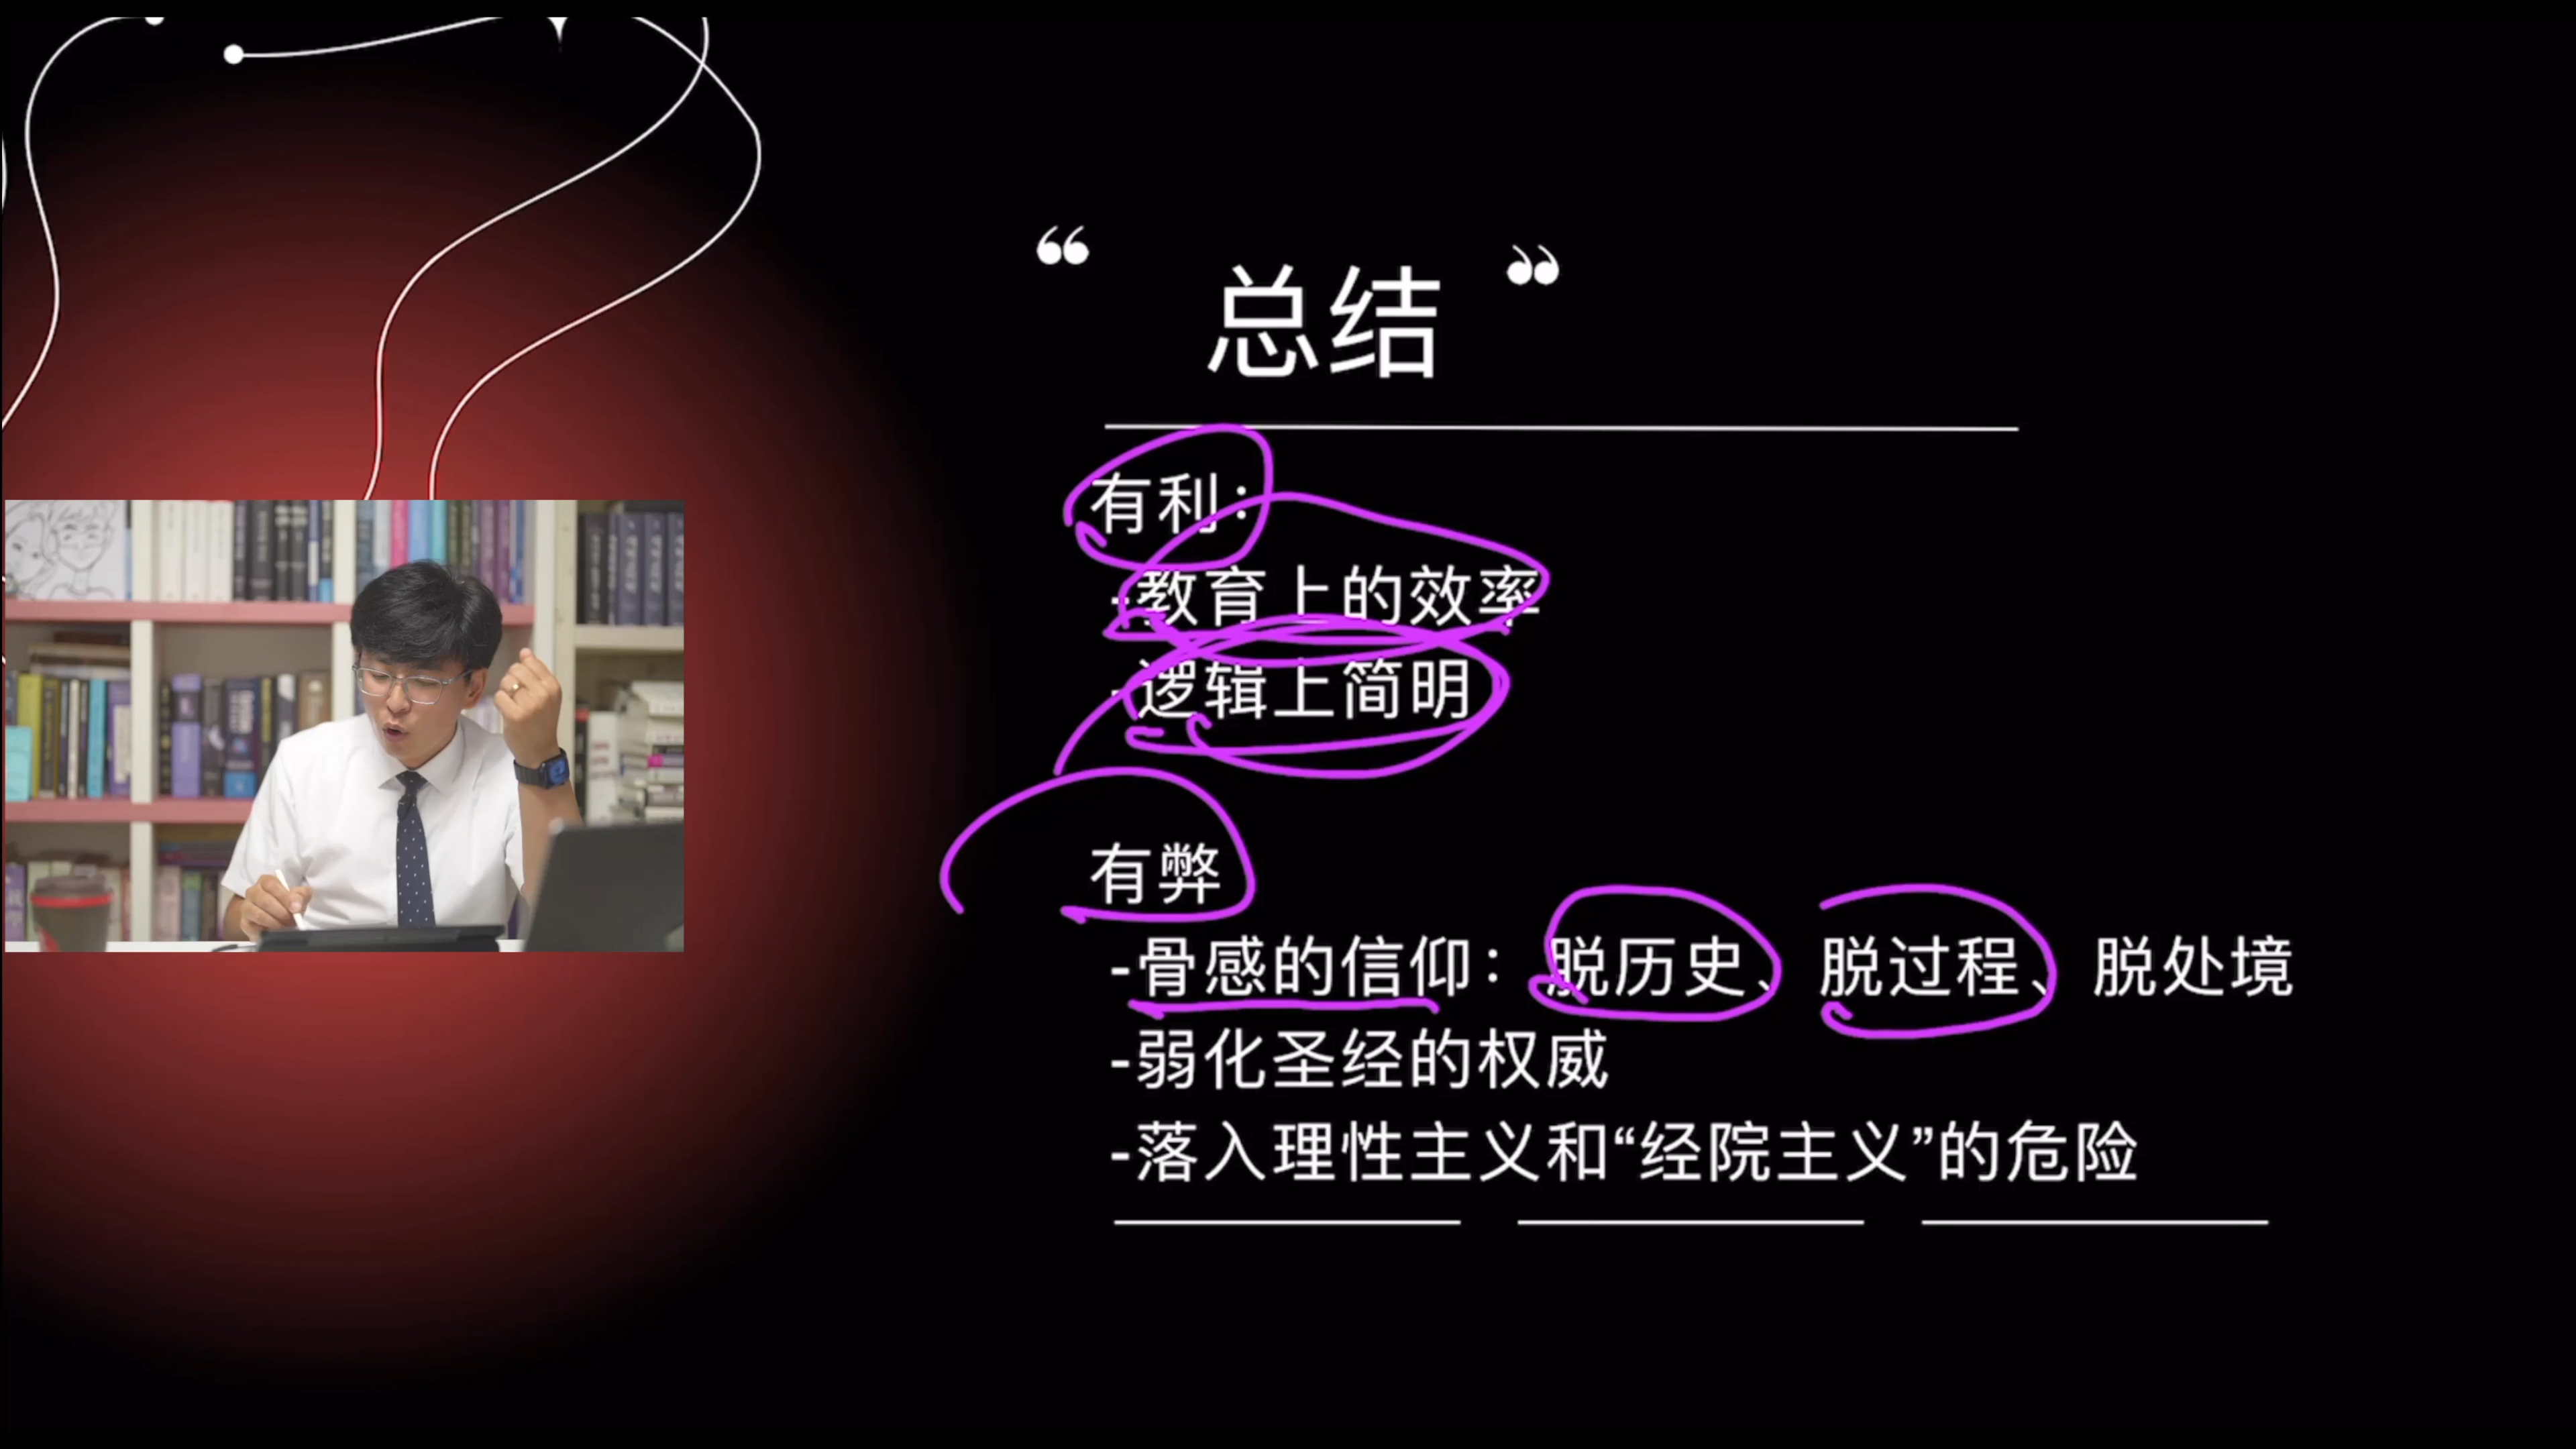 “ 总结 ”
有利：
-教育上的效率
-逻辑上简明
有弊
-骨感的信仰：脱历史、脱过程、脱处境
-弱化圣经的权威
-落入理性主义和“经院主义”的危险